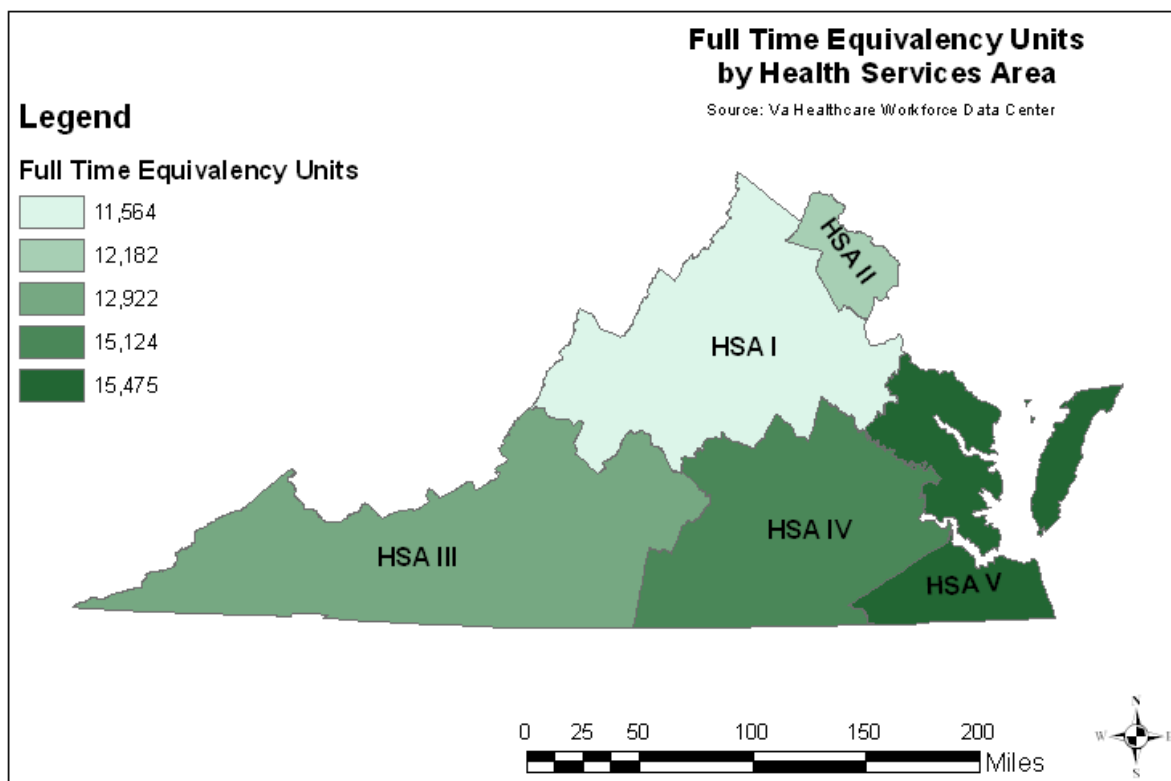 Full Time Equivalency Units
by Health Services Area
Source: Va Healthcare Workforce Data Center
Legend
Full Time Equivalency Units
11,564
12,182
12,922
15,124
15,475
HSA II
HSA I
HSA IV
HSA III
HSA V
0 25 50 100 150 200
Miles
N
W E
S